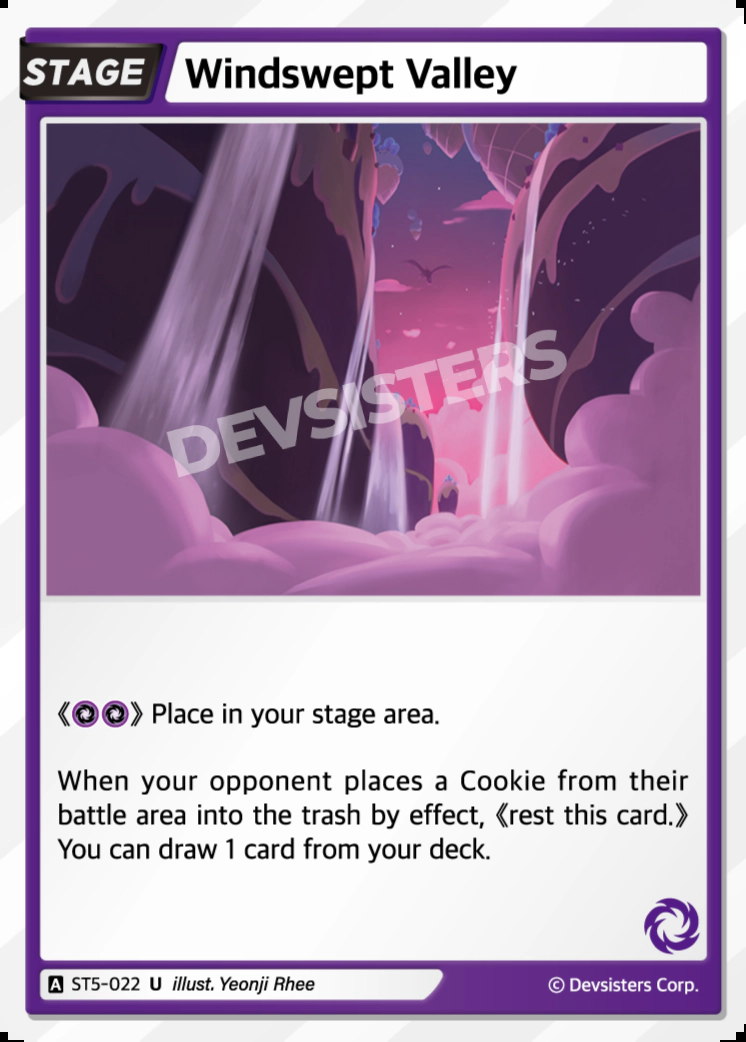 STAGE
Windswept Valley
DEVSISTERS
《》 Place in your stage area.
When your opponent places a Cookie from their
battle area into the trash by effect, 《rest this card.》
You can draw 1 card from your deck.
A ST5-022 U illust. Yeonji Rhee
© Devsisters Corp.